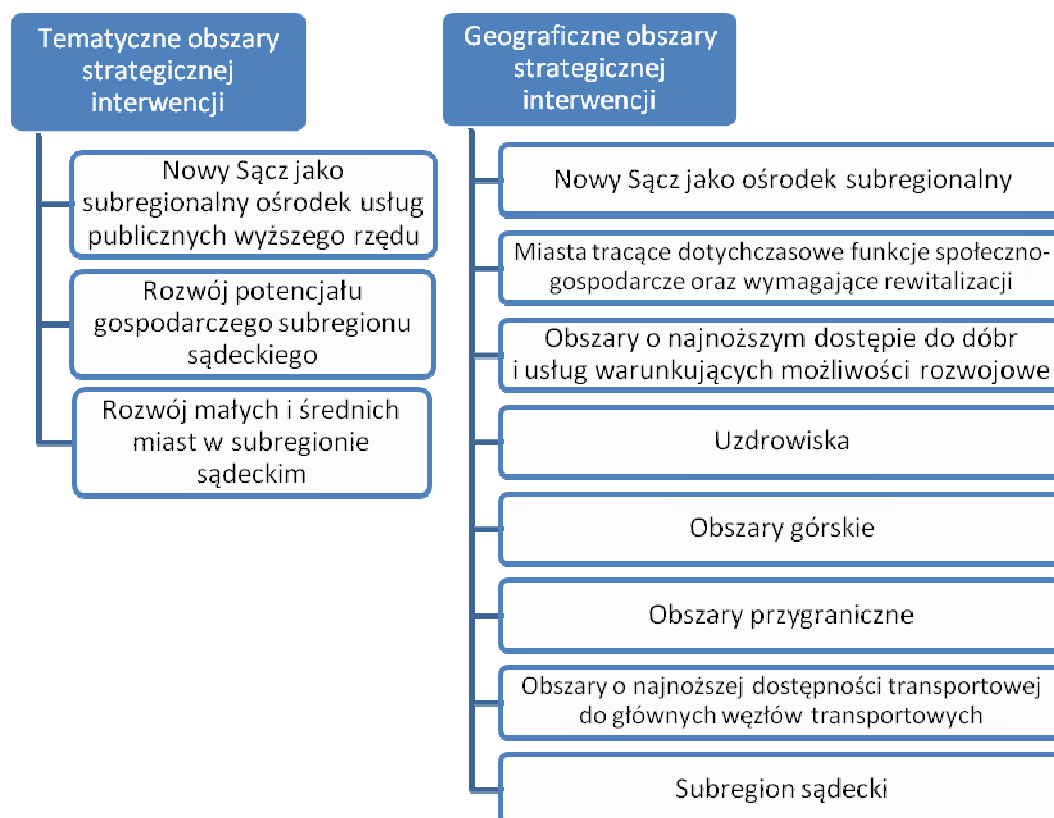 Tematyczne obszary
strategicznej
interwencji
Nowy Sącz jako
subregionalny ośrodek usług
publicznych wyższego rzędu
Rozwój potencjału
gospodarczego subregionu
sądeckiego
Rozwój małych i średnich
miast w subregionie
sądeckim
Geograficzne obszary
strategicznej
interwencji
Nowy Sącz jako ośrodek subregionalny
Miasta tracące dotychczasowe funkcje społeczno-
gospodarcze oraz wymagające rewitalizacji
Obszary o najnoższym dostępie do dóbr
i usług warunkujących możliwości rozwojowe
Uzdrowiska
Obszary górskie
Obszary przygraniczne
Obszary o najnoższej dostępności transportowej
do głównych węzłów transportowych
Subregion sądecki